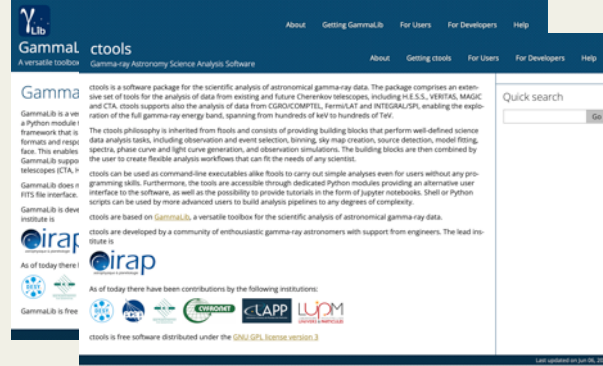 γLib
About Getting GammaLib For Users For Developers Help
GammaL
A versatile toolbox
ctools
Gamma-ray Astronomy Science Analysis Software
About Getting ctools For Users For Developers Help
Gamma
GammaLib is a ve
a Python module
framework that is
formats and respo
face. This enables
GammaLib suppo
telescopes (CTA, H
GammaLib does n
FITS file interface.
GammaLib is deve
institute is
irap
As of today there
GammaLib is free
ctools is a software package for the scientific analysis of astronomical gamma-ray data. The package comprises an exten-
sive set of tools for the analysis of data from existing and future Cherenkov telescopes, including H.E.S.S., VERITAS, MAGIC
and CTA. ctools supports also the analysis of data from CGRO/COMPTEL, Fermi/LAT and INTEGRAL/SPI, enabling the explo-
ration of the full gamma-ray energy band, spanning from hundreds of keV to hundreds of TeV.
The ctools philosophy is inherited from ftools and consists of providing building blocks that perform well-defined science
data analysis tasks, including observation and event selection, binning, sky map creation, source detection, model fitting,
spectra, phase curve and light curve generation, and observation simulations. The building blocks are then combined by
the user to create flexible analysis workflows that can fit the needs of any scientist.
ctools can be used as command-line executables alike ftools to carry out simple analyses even for users without any pro-
gramming skills. Furthermore, the tools are accessible through dedicated Python modules providing an alternative user
interface to the software, as well as the possibility to provide tutorials in the form of Jupyter notebooks. Shell or Python
scripts can be used by more advanced users to build analysis pipelines to any degrees of complexity.
ctools are based on GammaLib, a versatile toolbox for the scientific analysis of astronomical gamma-ray data.
ctools are developed by a community of enthousiastic gamma-ray astronomers with support from engineers. The lead ins-
titute is
irap
As of today there have been contributions by the following institutions:
DESY CYFRONET LAPP LUPM
ctools is free software distributed under the GNU GPL license version 3
Quick search
Go
Last updated on Jun 06, 20